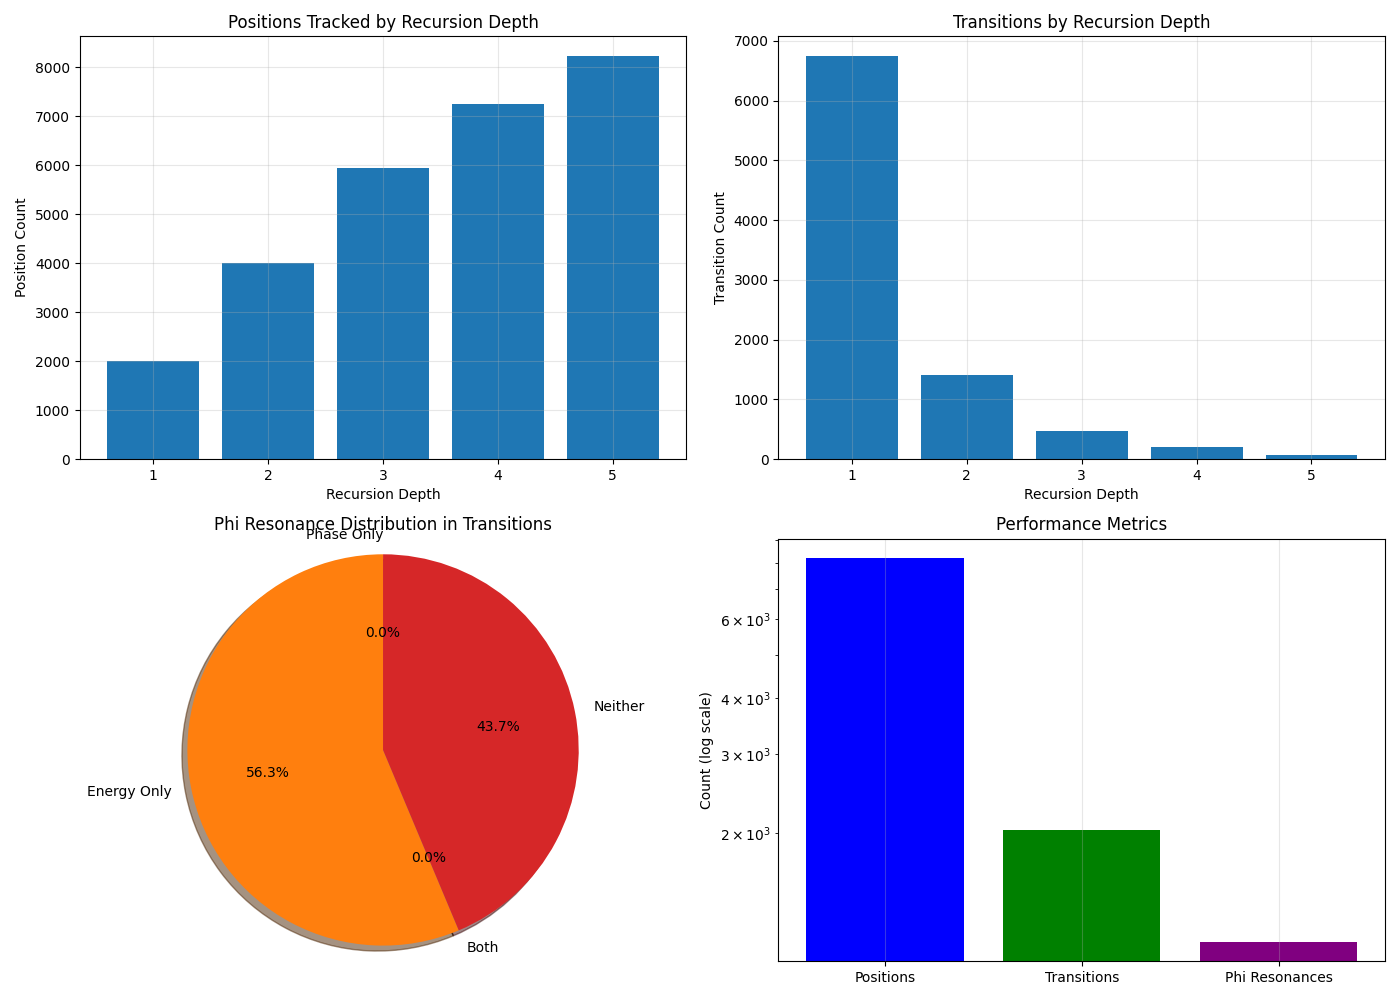 Positions Tracked by Recursion Depth
Position Count
8000
7000
6000
5000
4000
3000
2000
1000
0
1 2 3 4 5
Recursion Depth
Transitions by Recursion Depth
Transition Count
7000
6000
5000
4000
3000
2000
1000
0
1 2 3 4 5
Recursion Depth
Phi Resonance Distribution in Transitions
Phase Only
0.0%
Neither
43.7%
56.3%
Energy Only
0.0%
Both
Performance Metrics
Count (log scale)
6 × 10³
4 × 10³
3 × 10³
2 × 10³
Positions Transitions Phi Resonances